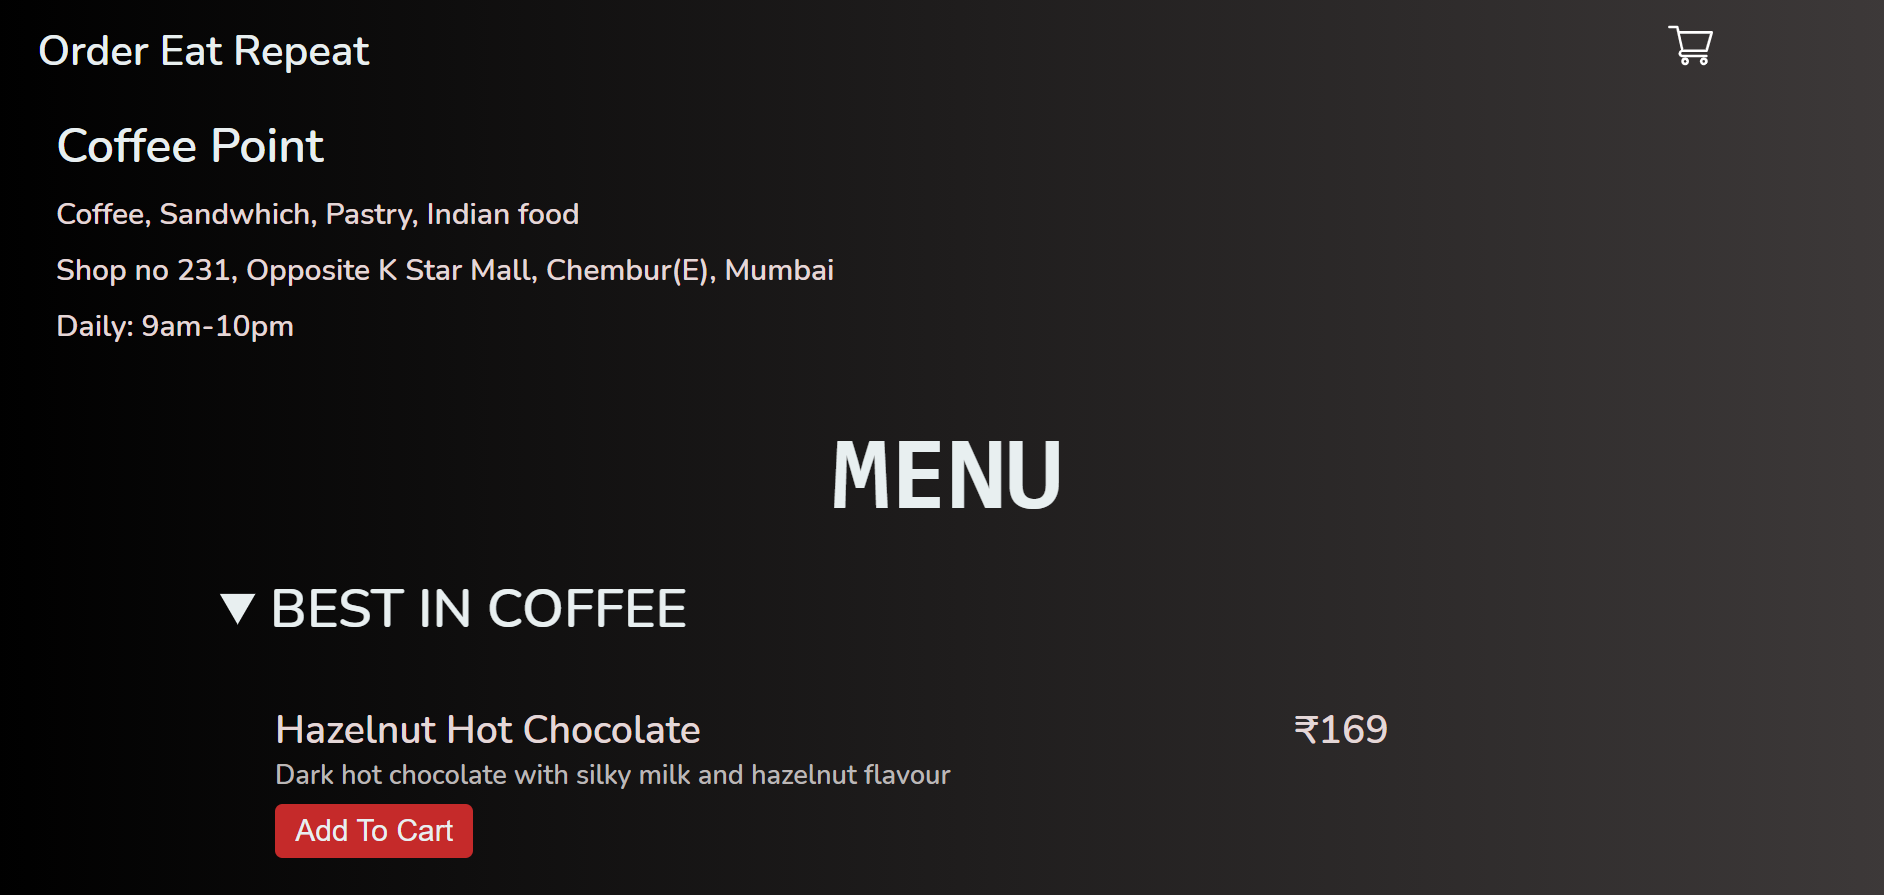 Order Eat Repeat
Coffee Point
Coffee, Sandwhich, Pastry, Indian food
Shop no 231, Opposite K Star Mall, Chembur(E), Mumbai
Daily: 9am-10pm
MENU
BEST IN COFFEE
Hazelnut Hot Chocolate ₹169
Dark hot chocolate with silky milk and hazelnut flavour
Add To Cart